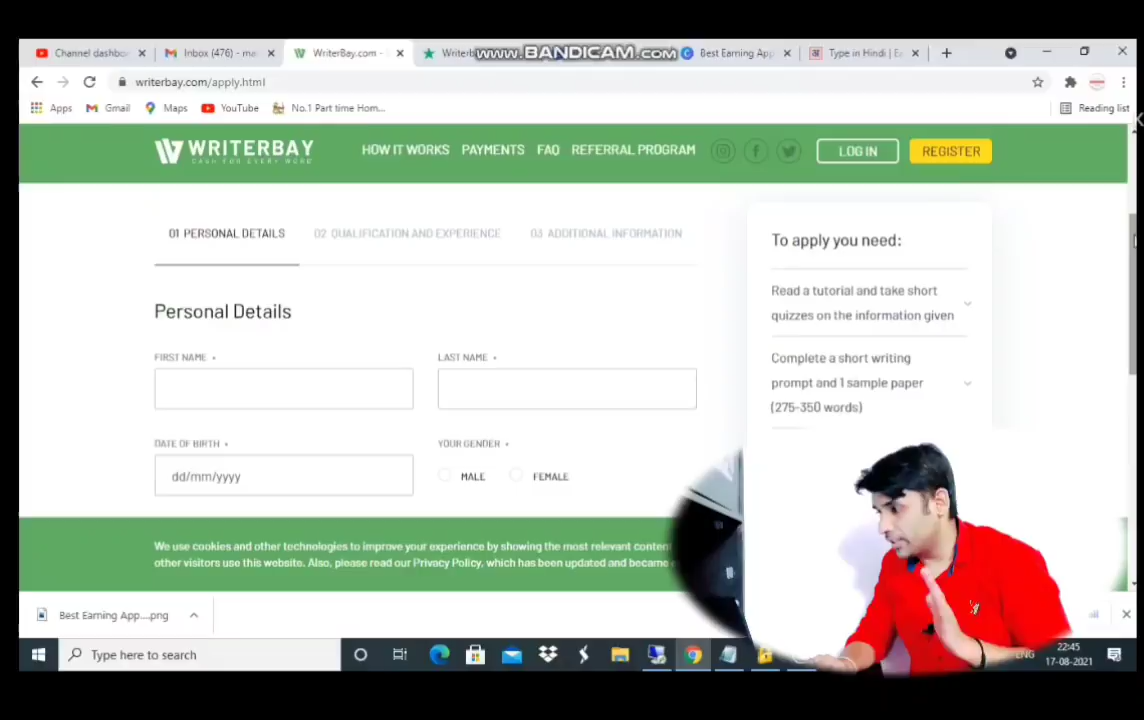 Channel dashbo
Inbox (476) - ma
WriterBay.com -
Writerb
www.BANDICAM.com
Best Earning App
Type in Hindi | Ea
writerbay.com/apply.html
Apps
Gmail
Maps
YouTube
No.1 Part time Hom...
Reading list
WRITERBAY
CASH FOR EVERY WORD
HOW IT WORKS
PAYMENTS
FAQ
REFERRAL PROGRAM
LOG IN
REGISTER
01 PERSONAL DETAILS
02 QUALIFICATION AND EXPERIENCE
03 ADDITIONAL INFORMATION
To apply you need:
Read a tutorial and take short
quizzes on the information given
Complete a short writing
prompt and 1 sample paper
(275-350 words)
Personal Details
FIRST NAME
LAST NAME
DATE OF BIRTH
YOUR GENDER
dd/mm/yyyy
MALE
FEMALE
We use cookies and other technologies to improve your experience by showing the most relevant content
other visitors use this website. Also, please read our Privacy Policy, which has been updated and became
Best Earning App....png
Type here to search
ENG
22:45
17-08-2021